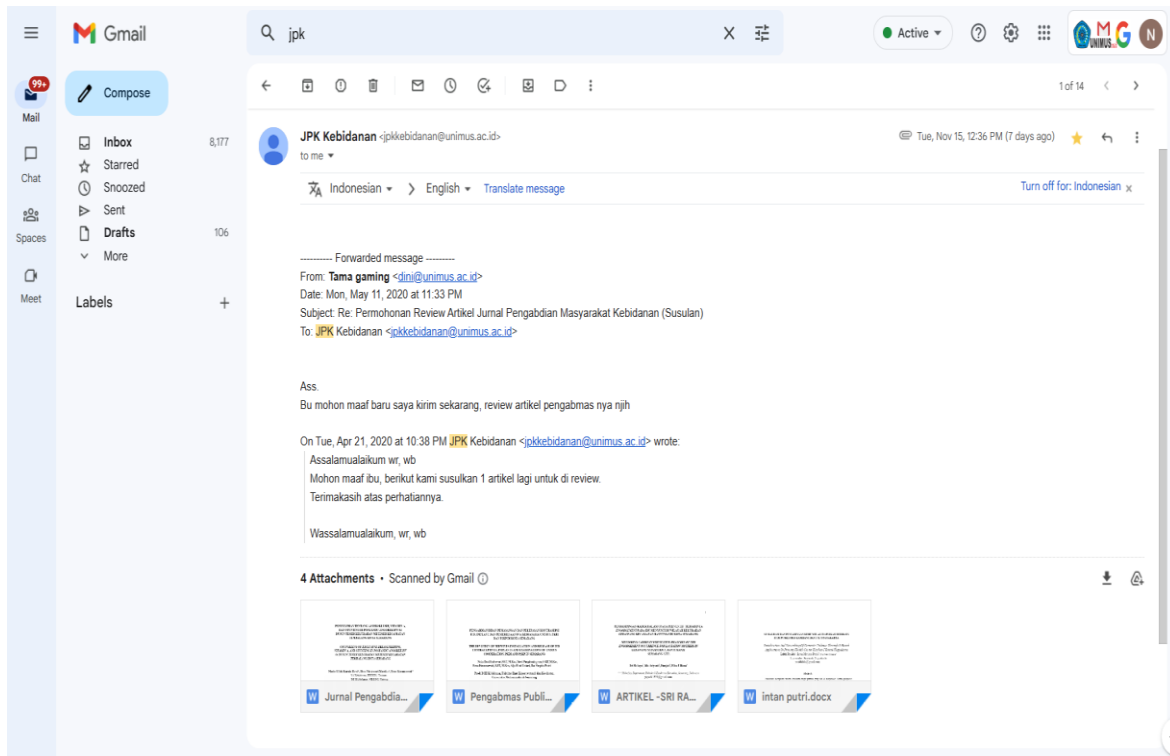 Gmail
jpk
Active
UNIMUS
N
99+
Mail
Chat
Spaces
Meet
Compose
Inbox 8,177
Starred
Snoozed
Sent
Drafts 106
More
Labels
1 of 14
JPK Kebidanan <jpkkebidanan@unimus.ac.id>
Tue, Nov 15, 12:36 PM (7 days ago)
to me
Indonesian > English Translate message
Turn off for: Indonesian x
---------- Forwarded message ---------
From: Tama gaming <dini@unimus.ac.id>
Date: Mon, May 11, 2020 at 11:33 PM
Subject: Re: Permohonan Review Artikel Jurnal Pengabdian Masyarakat Kebidanan (Susulan)
To: JPK Kebidanan <jpkkebidanan@unimus.ac.id>
Ass.
Bu mohon maaf baru saya kirim sekarang, review artikel pengabmas nya njih
On Tue, Apr 21, 2020 at 10:38 PM JPK Kebidanan <jpkkebidanan@unimus.ac.id> wrote:
Assalamualaikum wr, wb
Mohon maaf ibu, berikut kami susulkan 1 artikel lagi untuk di review.
Terimakasih atas perhatiannya.
Wassalamualaikum, wr, wb
4 Attachments • Scanned by Gmail
W Jurnal Pengabdia...
W Pengabmas Publi...
W ARTIKEL -SRI RA...
W intan putri.docx